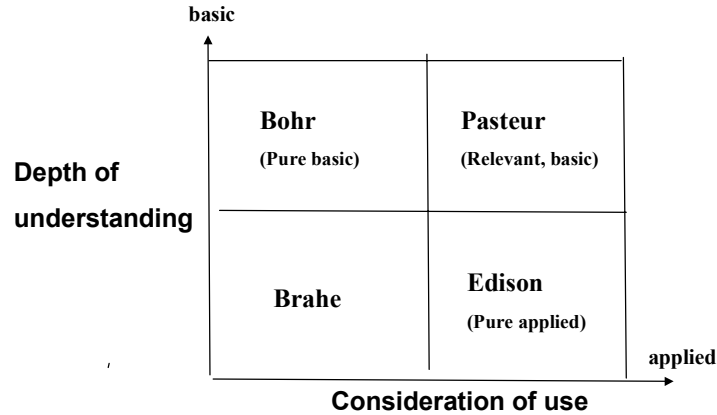 basic
Bohr
(Pure basic)
Pasteur
(Relevant, basic)
Depth of
understanding
Brahe
Edison
(Pure applied)
applied
Consideration of use